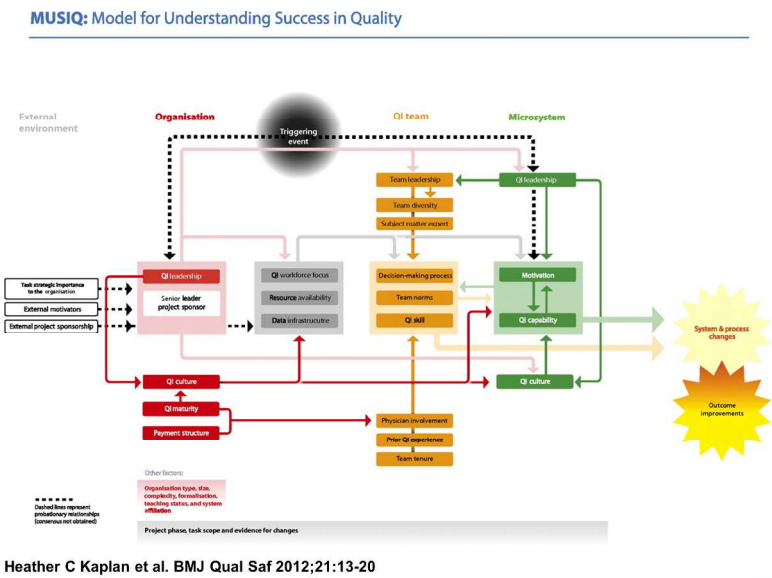 MUSIQ: Model for Understanding Success in Quality
External
environment
Organisation
QI team
Microsystem
Triggering
event
Team leadership
QI leadership
Team diversity
Subject matter expert
QI leadership
Senior leader
project sponsor
QI workforce focus
Resource availability
Data infrastrucutre
Decision-making process
Team norms
QI skill
Motivation
QI capability
Task strategic importance
to the organisation
External motivators
External project sponsorship
System & process
changes
QI culture
QI culture
QI maturity
Payment structure
Physician involvement
Prior QI experience
Team tenure
Outcome
improvements
Other factors:
Organisation type, size,
complexity, formalisation,
teaching status, and system
affiliation
Dashed lines represent
probationary relationships
(consensus not obtained)
Project phase, task scope and evidence for changes
Heather C Kaplan et al. BMJ Qual Saf 2012;21:13-20